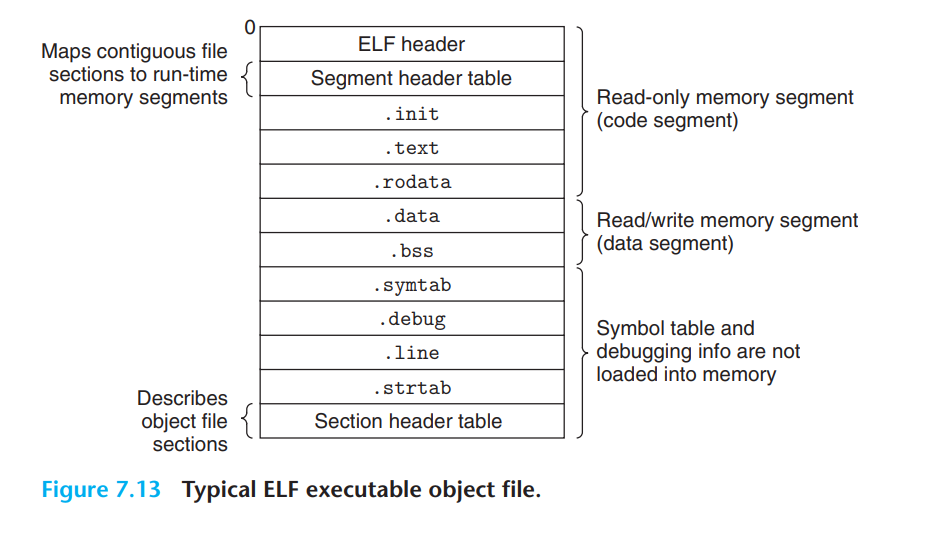 0
Maps contiguous file
sections to run-time
memory segments
ELF header
Segment header table
.init
.text
.rodata
.data
.bss
.symtab
.debug
.line
.strtab
Section header table
Describes
object file
sections
Read-only memory segment
(code segment)
Read/write memory segment
(data segment)
Symbol table and
debugging info are not
loaded into memory
Figure 7.13 Typical ELF executable object file.